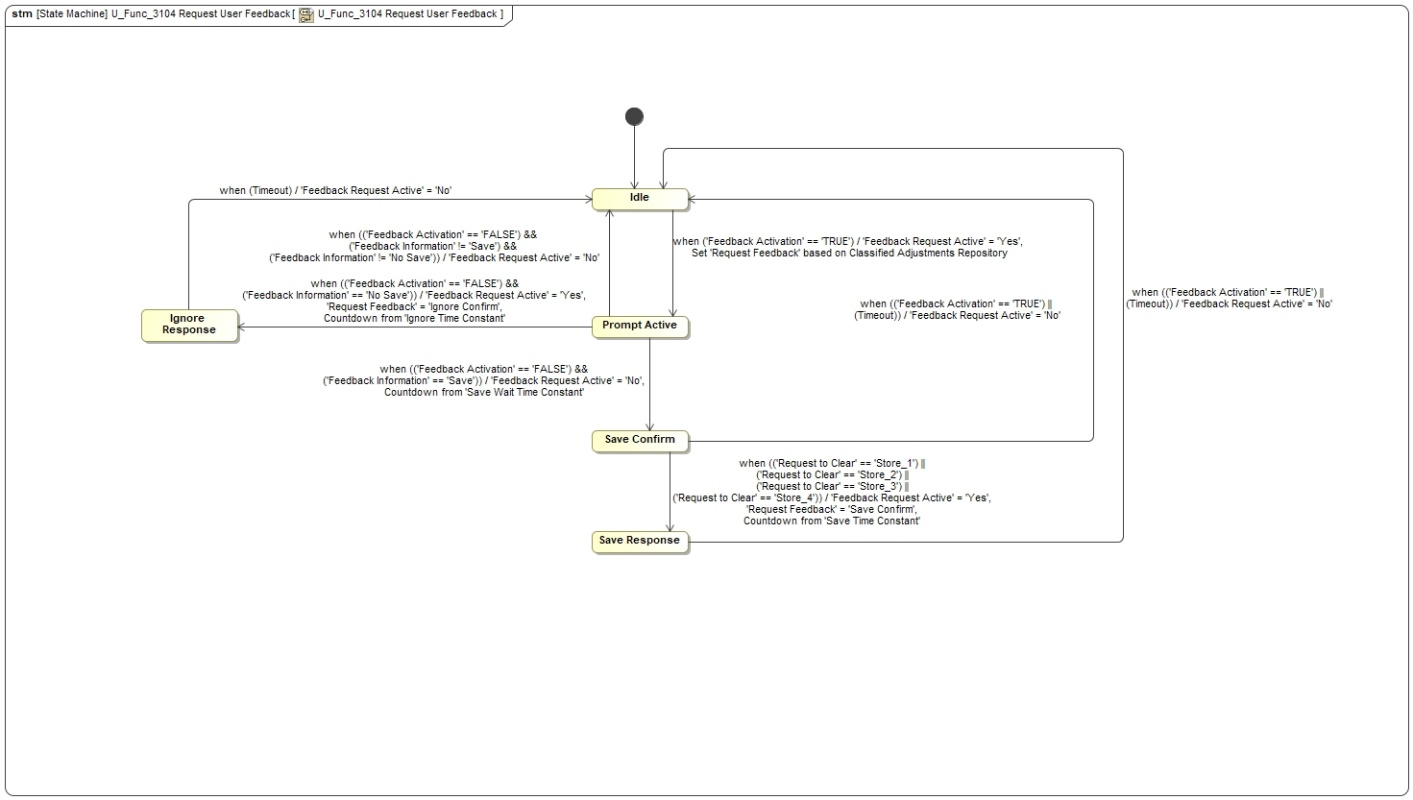 stm [State Machine] U_Func_3104 Request User Feedback [ U_Func_3104 Request User Feedback ]
when (Timeout) / 'Feedback Request Active' = 'No'
Idle
when (('Feedback Activation' == 'FALSE') &&
('Feedback Information' != 'Save') &&
('Feedback Information' != 'No Save')) / 'Feedback Request Active' = 'No'
when ('Feedback Activation' == 'TRUE') / 'Feedback Request Active' = 'Yes',
Set 'Request Feedback' based on Classified Adjustments Repository
when (('Feedback Activation' == 'FALSE') &&
('Feedback Information' == 'No Save')) / 'Feedback Request Active' = 'Yes',
'Request Feedback' = 'Ignore Confirm',
Countdown from 'Ignore Time Constant'
when (('Feedback Activation' == 'TRUE') ||
(Timeout)) / 'Feedback Request Active' = 'No'
when (('Feedback Activation' == 'TRUE') ||
(Timeout)) / 'Feedback Request Active' = 'No'
Ignore
Response
Prompt Active
when (('Feedback Activation' == 'FALSE') &&
('Feedback Information' == 'Save')) / 'Feedback Request Active' = 'No',
Countdown from 'Save Wait Time Constant'
Save Confirm
when (('Request to Clear' == 'Store_1') ||
('Request to Clear' == 'Store_2') ||
('Request to Clear' == 'Store_3') ||
('Request to Clear' == 'Store_4')) / 'Feedback Request Active' = 'Yes',
'Request Feedback' = 'Save Confirm',
Countdown from 'Save Time Constant'
Save Response